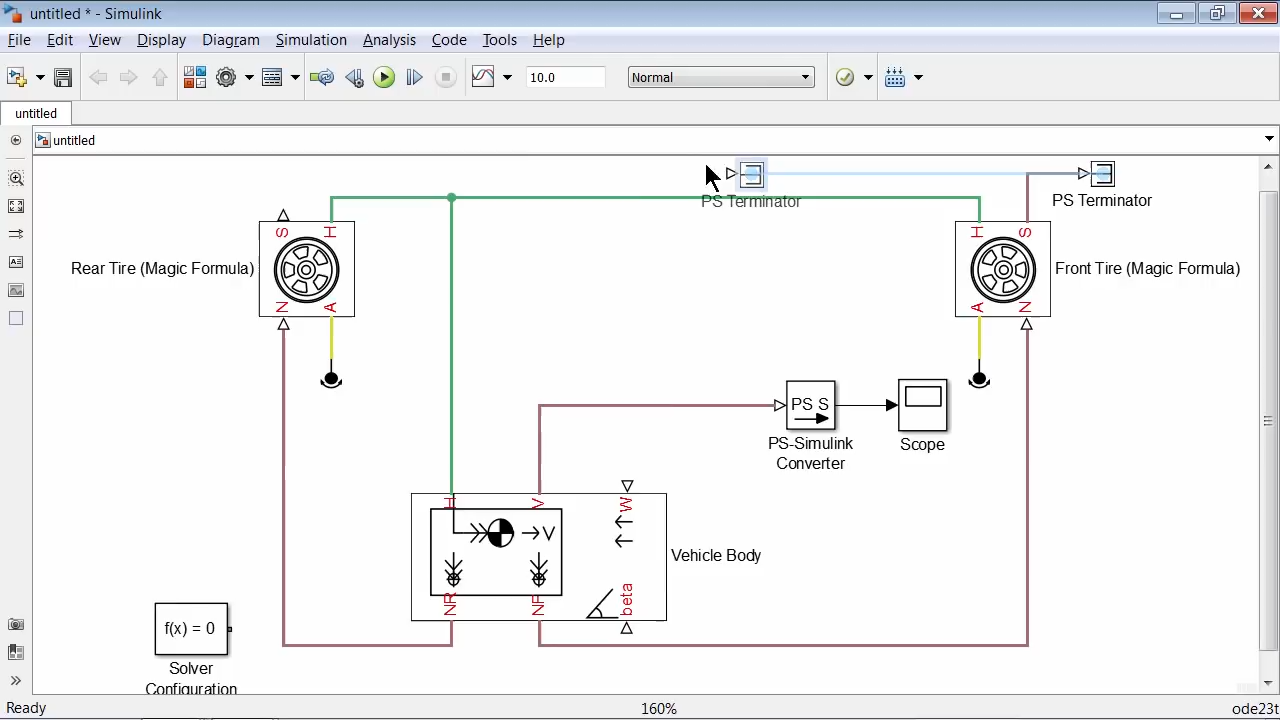 untitled * - Simulink
File Edit View Display Diagram Simulation Analysis Code Tools Help
10.0
Normal
untitled
untitled
PS Terminator
PS Terminator
S
H
H
S
Rear Tire (Magic Formula)
Front Tire (Magic Formula)
N
A
A
N
PS S
PS-Simulink
Converter
Scope
H
V
W
V
Vehicle Body
NR
NF
beta
f(x) = 0
Solver
Configuration
Ready
160%
ode23t